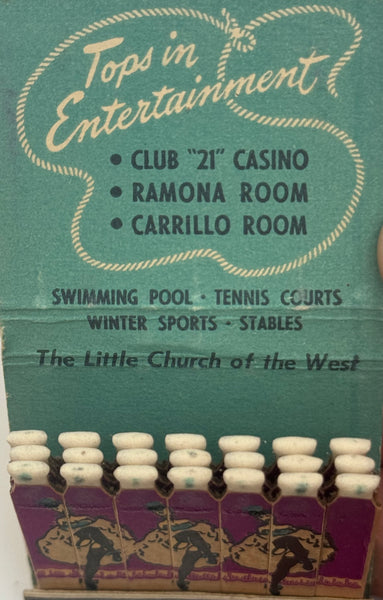 Tops in
Entertainment
• CLUB "21" CASINO
• RAMONA ROOM
• CARRILLO ROOM
SWIMMING POOL · TENNIS COURTS
WINTER SPORTS · STABLES
The Little Church of the West